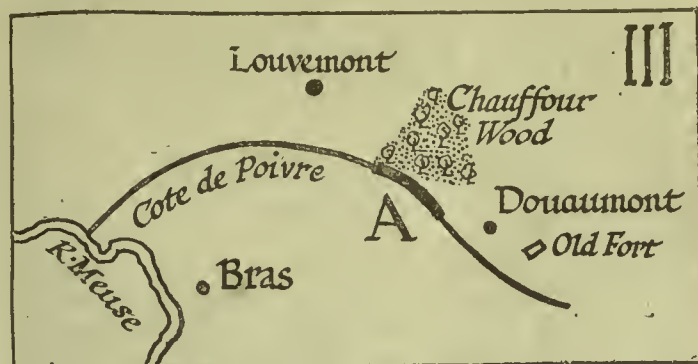 III
Louvemont
Chauffour
Wood
Cote de Poivre
A
Douaumont
Old Fort
R. Meuse
Bras